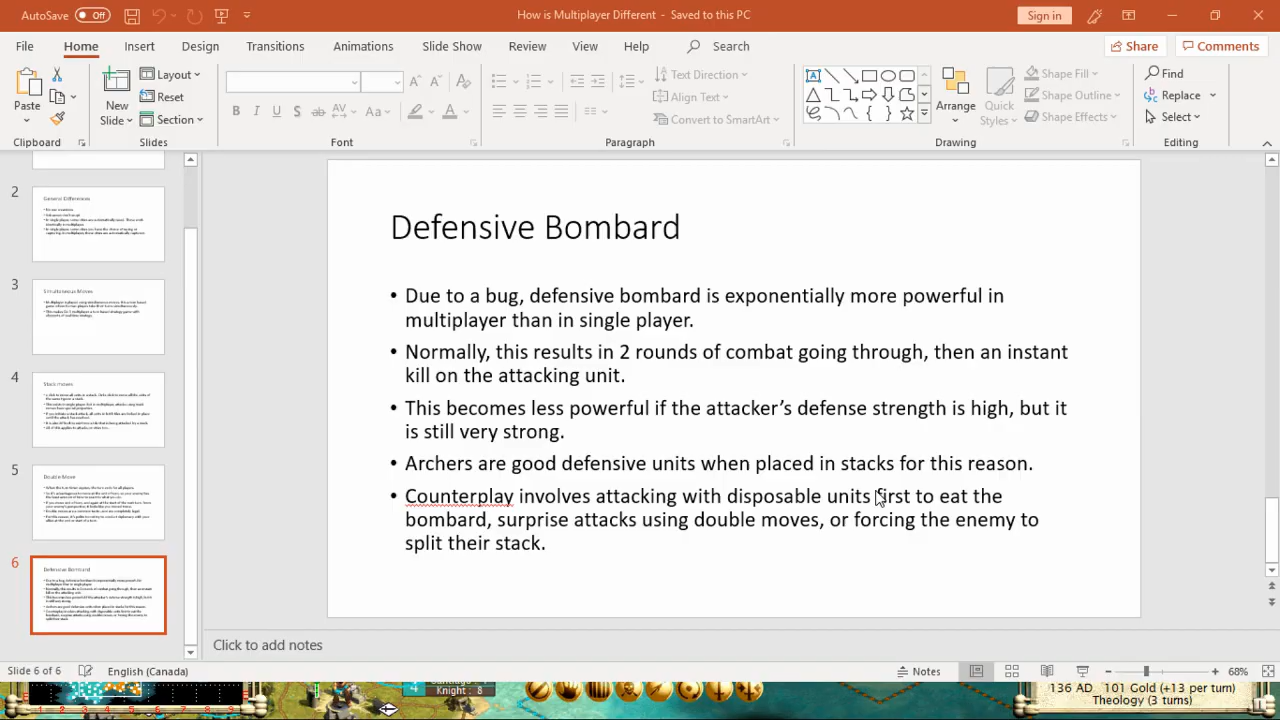 AutoSave Off
How is Multiplayer Different - Saved to this PC
Sign in
File Home Insert Design Transitions Animations Slide Show Review View Help Search Share Comments
Paste
New
Slide
Layout
Reset
Section
Text Direction
Align Text
Convert to SmartArt
Arrange
Quick
Styles
Shape Fill
Shape Outline
Shape Effects
Find
Replace
Select
Clipboard Slides Font Paragraph Drawing Editing
2
General Differences
3
Simultaneous Moves
4
Stack moves
5
Double Move
6
Defensive Bombard
Defensive Bombard
• Due to a bug, defensive bombard is exponentially more powerful in
multiplayer than in single player.
• Normally, this results in 2 rounds of combat going through, then an instant
kill on the attacking unit.
• This becomes less powerful if the attacker's defense strength is high, but it
is still very strong.
• Archers are good defensive units when placed in stacks for this reason.
• Counterplay involves attacking with disposable units first to eat the
bombard, surprise attacks using double moves, or forcing the enemy to
split their stack.
Click to add notes
Slide 6 of 6 English (Canada) Notes 68%
Knight : 8
136 AD 101 Gold (+13 per turn)
Theology (3 turns)
1 2 3 4 5 6 7 8 9